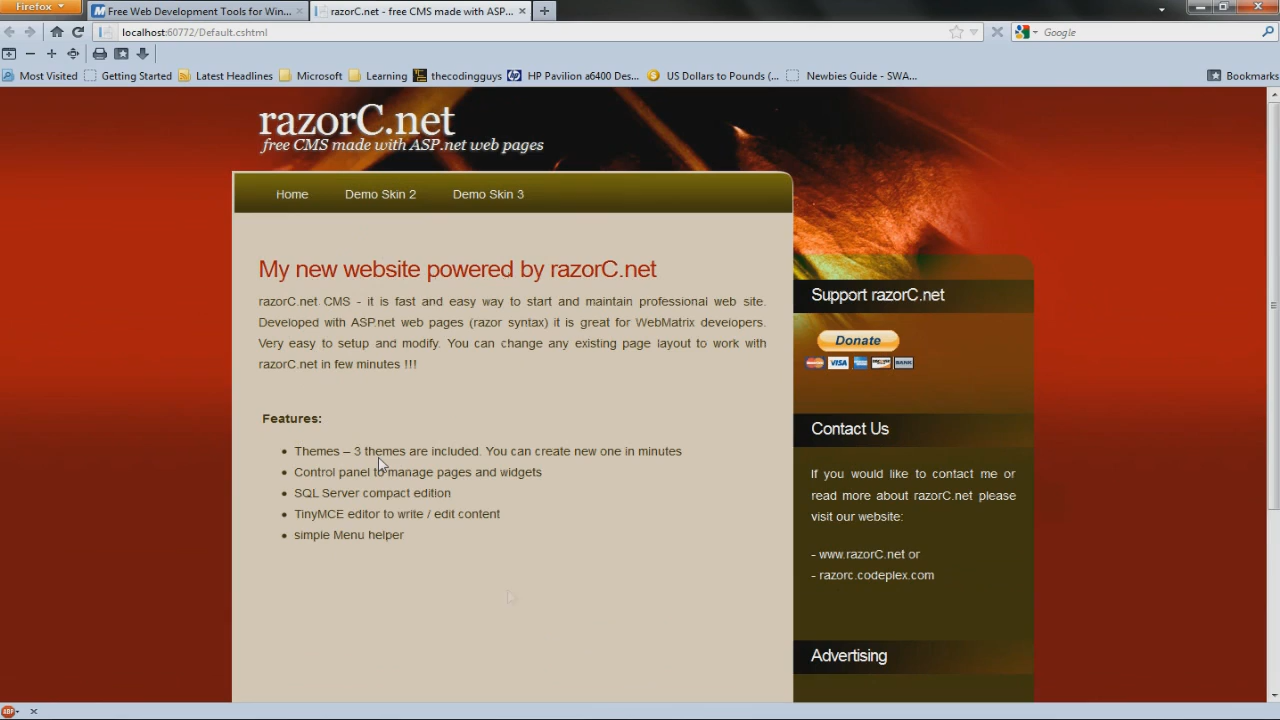 Firefox
Free Web Development Tools for Win...
razorC.net - free CMS made with ASP...
localhost:60772/Default.cshtml
Google
Most Visited
Getting Started
Latest Headlines
Microsoft
Learning
thecodingguys
HP Pavilion a6400 Des...
US Dollars to Pounds (...
Newbies Guide - SWA...
Bookmarks
razorC.net
free CMS made with ASP.net web pages
Home
Demo Skin 2
Demo Skin 3
My new website powered by razorC.net
razorC.net CMS - it is fast and easy way to start and maintain professional web site.
Developed with ASP.net web pages (razor syntax) it is great for WebMatrix developers.
Very easy to setup and modify. You can change any existing page layout to work with
razorC.net in few minutes !!!
Features:
Themes – 3 themes are included. You can create new one in minutes
Control panel to manage pages and widgets
SQL Server compact edition
TinyMCE editor to write / edit content
simple Menu helper
Support razorC.net
Donate
VISA
BANK
Contact Us
If you would like to contact me or
read more about razorC.net please
visit our website:
- www.razorC.net or
- razorc.codeplex.com
Advertising
ABP